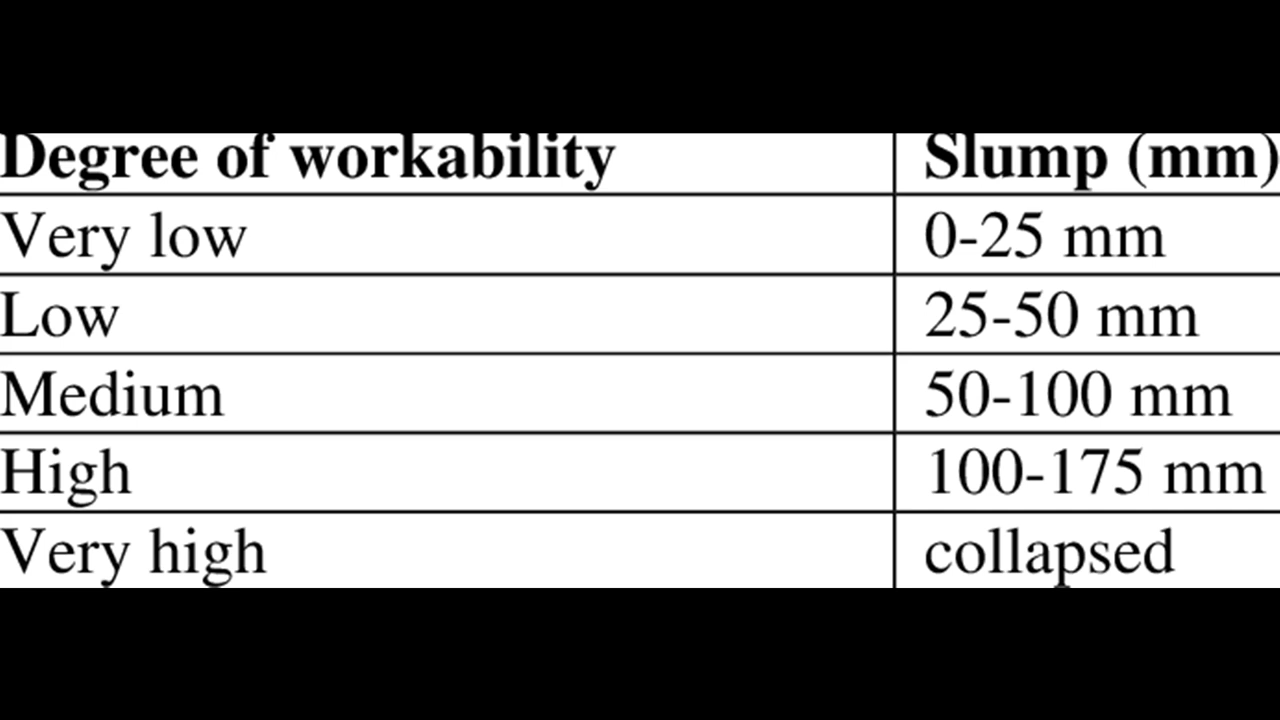 Degree of workability Slump (mm)
Very low 0-25 mm
Low 25-50 mm
Medium 50-100 mm
High 100-175 mm
Very high collapsed